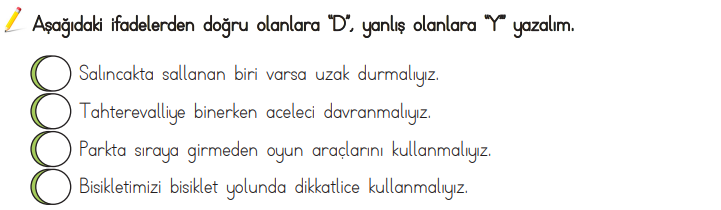 Aşağıdaki ifadelerden doğru olanlara "D", yanlış olanlara "Y" yazalım.
Salıncakta sallanan biri varsa uzak durmalıyız.
Tahterevalliye binerken aceleci davranmalıyız.
Parkta sıraya girmeden oyun araçlarını kullanmalıyız.
Bisikletimizi bisiklet yolunda dikkatlice kullanmalıyız.